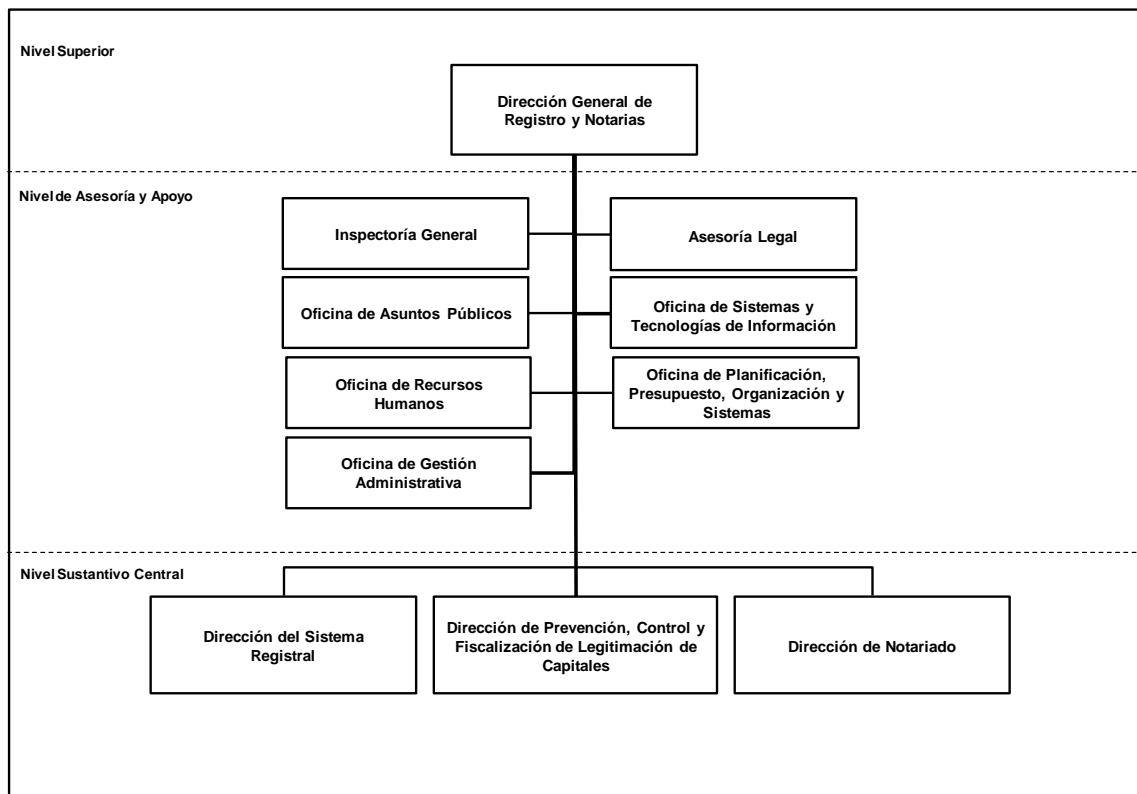 Nivel Superior
Dirección General de
Registro y Notarias
Nivel de Asesoría y Apoyo
Inspectoría General
Asesoría Legal
Oficina de Asuntos Públicos
Oficina de Sistemas y
Tecnologías de Información
Oficina de Recursos
Humanos
Oficina de Planificación,
Presupuesto, Organización y
Sistemas
Oficina de Gestión
Administrativa
Nivel Sustantivo Central
Dirección del Sistema
Registral
Dirección de Prevención, Control y
Fiscalización de Legitimación de
Capitales
Dirección de Notariado